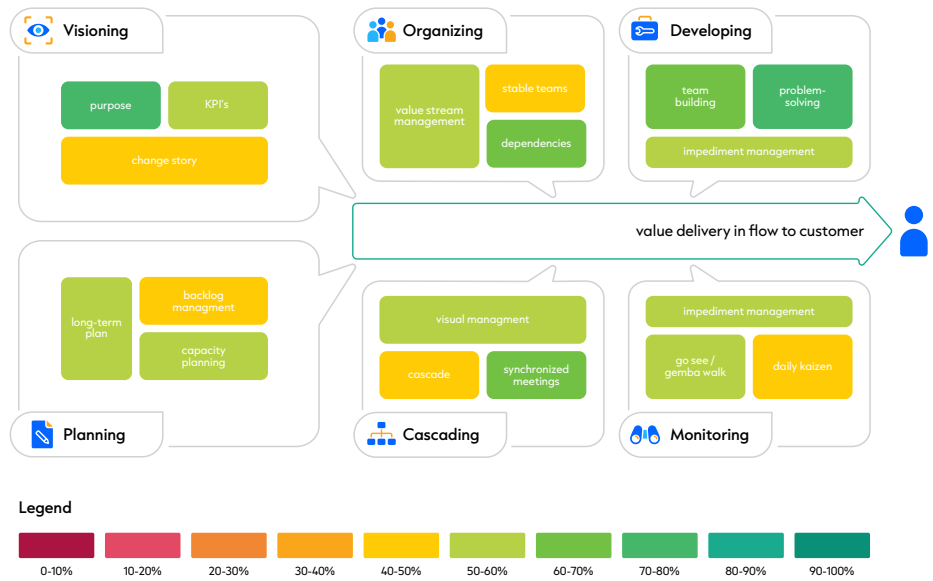 Visioning
purpose
KPI's
change story
Organizing
value stream
management
stable teams
dependencies
Developing
team
building
problem-
solving
impediment management
value delivery in flow to customer
long-term
plan
backlog
managment
capacity
planning
Planning
visual managment
cascade
synchronized
meetings
Cascading
impediment management
go see /
gemba walk
daily kaizen
Monitoring
Legend
0-10%
10-20%
20-30%
30-40%
40-50%
50-60%
60-70%
70-80%
80-90%
90-100%